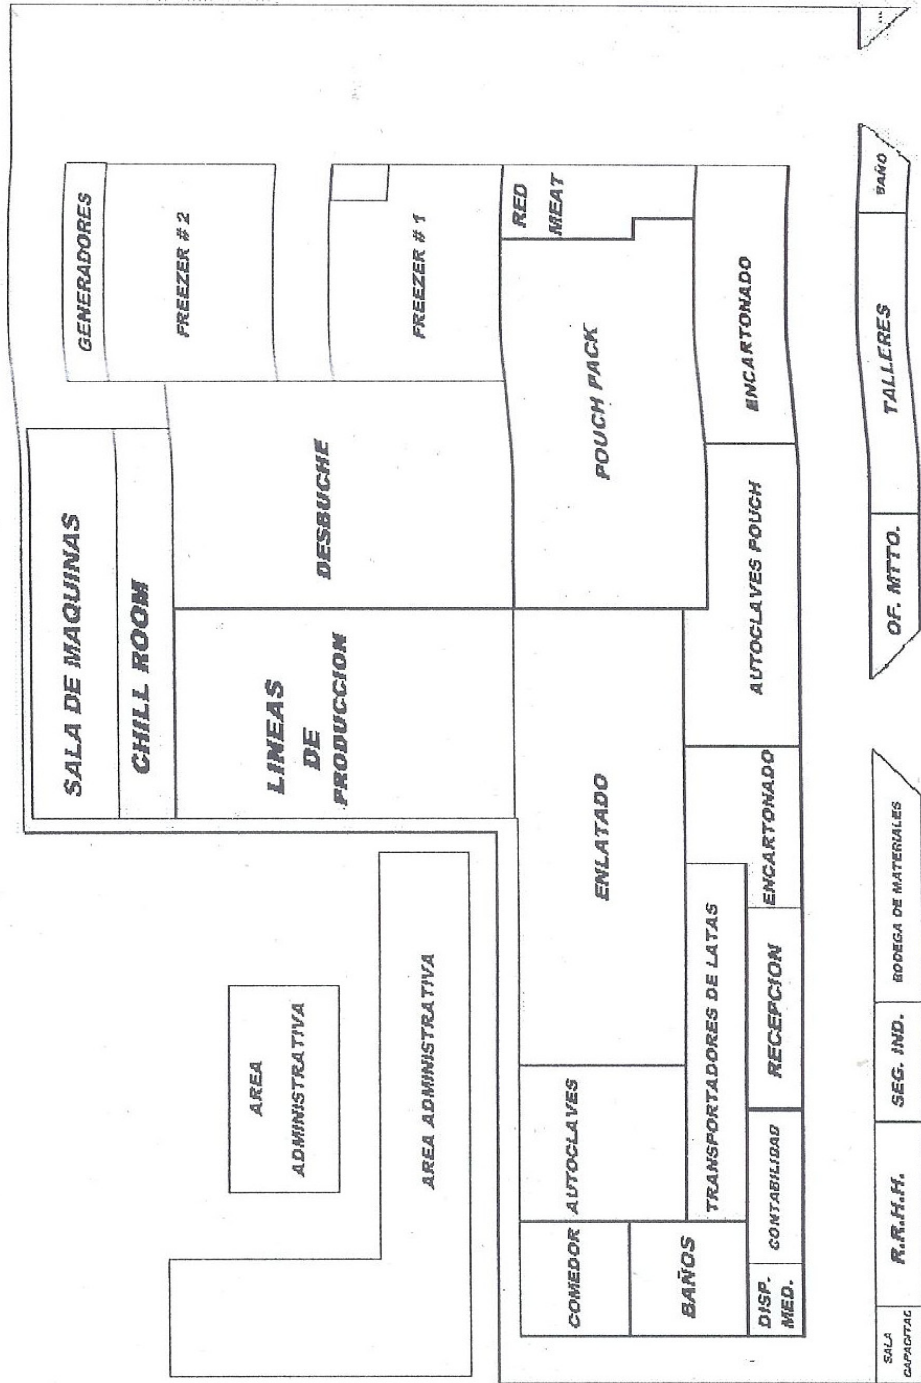 SALA DE MAQUINAS
GENERADORES
CHILL ROOM
FREEZER # 2
AREA
ADMINISTRATIVA
LINEAS
DE
PRODUCCION
DESBUCHE
FREEZER # 1
AREA ADMINISTRATIVA
COMEDOR
AUTOCLAVES
ENLATADO
POUCH PACK
RED
MEAT
BAÑOS
TRANSPORTADORES DE LATAS
ENCARTONADO
AUTOCLAVES POUCH
ENCARTONADO
DISP.
MED.
CONTABILIDAD
RECEPCION
SALA
CAPACITAC
R.R.H.H.
SEG. IND.
BODEGA DE MATERIALES
OF. MTTO.
TALLERES
BAÑO